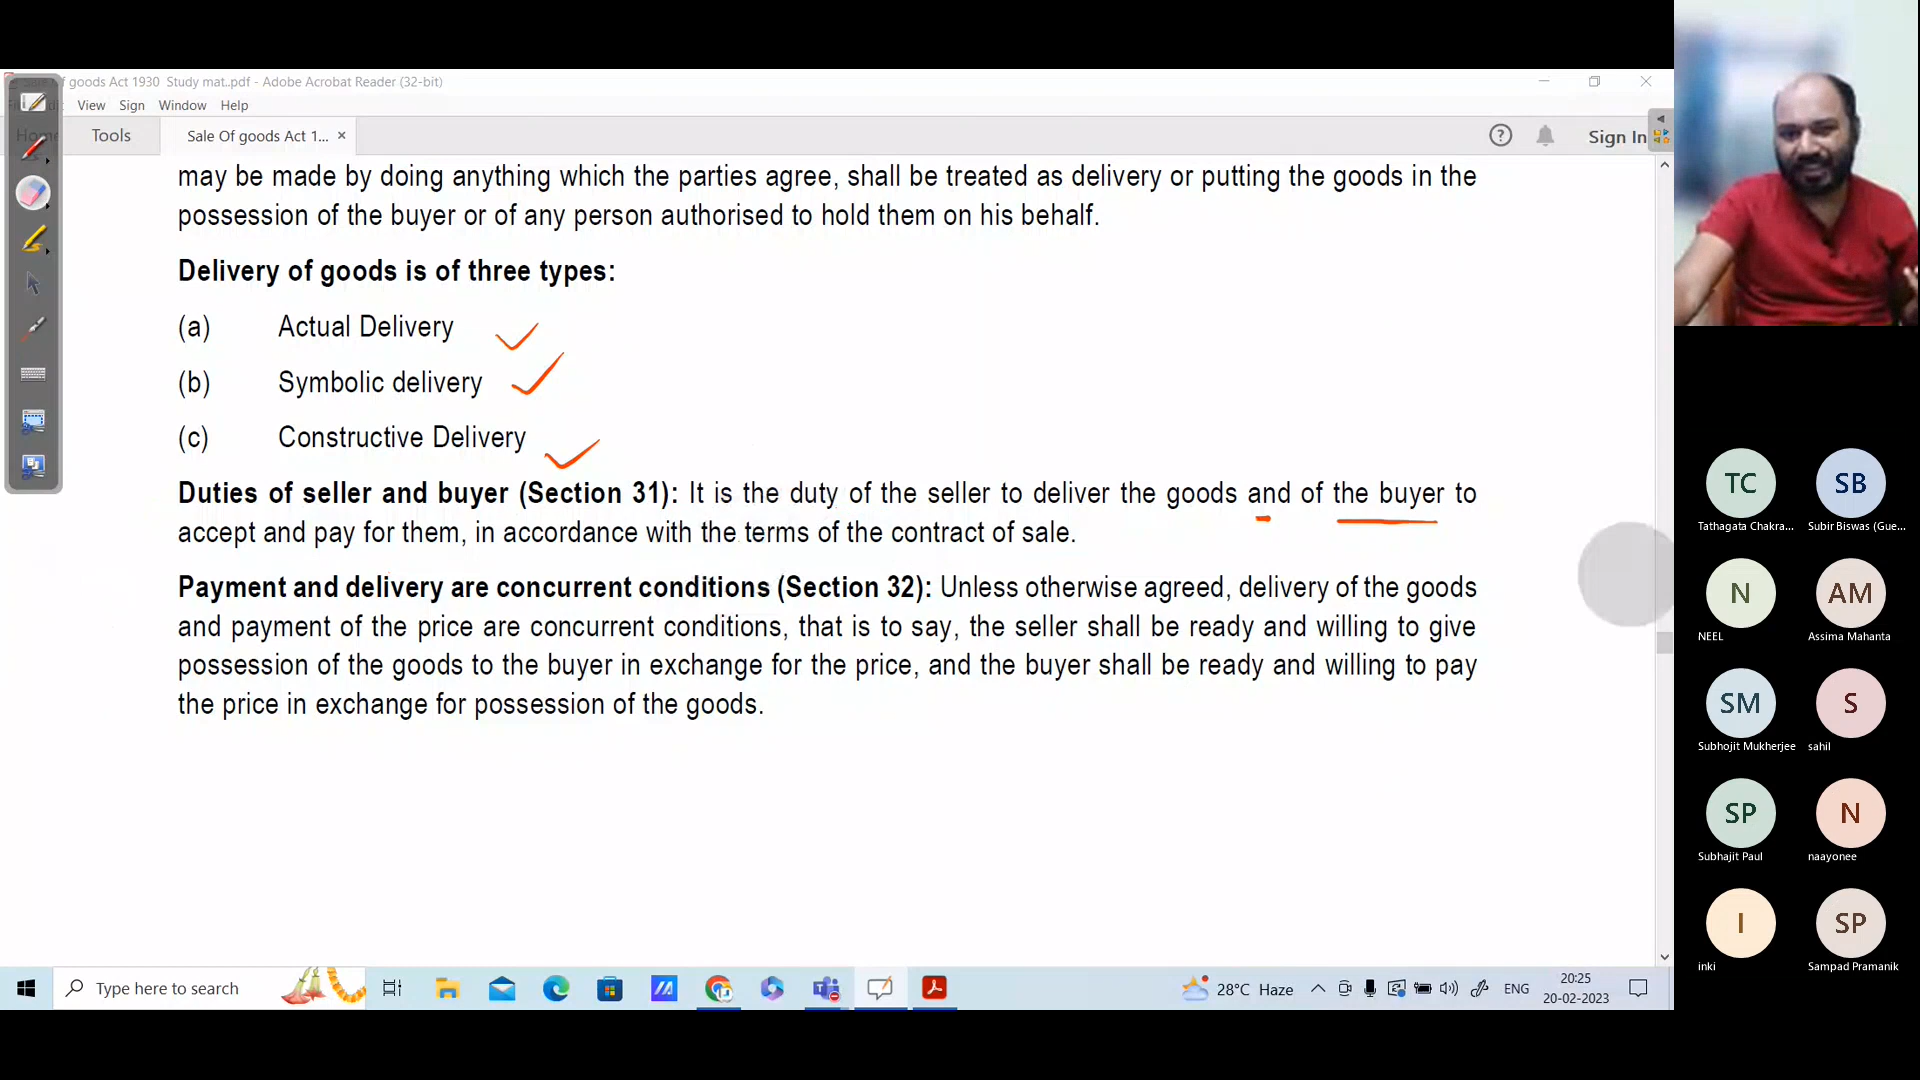 goods Act 1930 Study mat..pdf - Adobe Acrobat Reader (32-bit)
View Sign Window Help
Home Tools Sale Of goods Act 1... × Sign In
may be made by doing anything which the parties agree, shall be treated as delivery or putting the goods in the
possession of the buyer or of any person authorised to hold them on his behalf.
Delivery of goods is of three types:
(a) Actual Delivery
(b) Symbolic delivery
(c) Constructive Delivery
Duties of seller and buyer (Section 31): It is the duty of the seller to deliver the goods and of the buyer to
accept and pay for them, in accordance with the terms of the contract of sale.
Payment and delivery are concurrent conditions (Section 32): Unless otherwise agreed, delivery of the goods
and payment of the price are concurrent conditions, that is to say, the seller shall be ready and willing to give
possession of the goods to the buyer in exchange for the price, and the buyer shall be ready and willing to pay
the price in exchange for possession of the goods.
TC SB
Tathagata Chakra... Subir Biswas (Gue...
N AM
NEEL Assima Mahanta
SM S
Subhojit Mukherjee sahil
SP N
Subhajit Paul naayonee
I SP
inki Sampad Pramanik
Type here to search
28°C Haze
ENG
20:25
20-02-2023